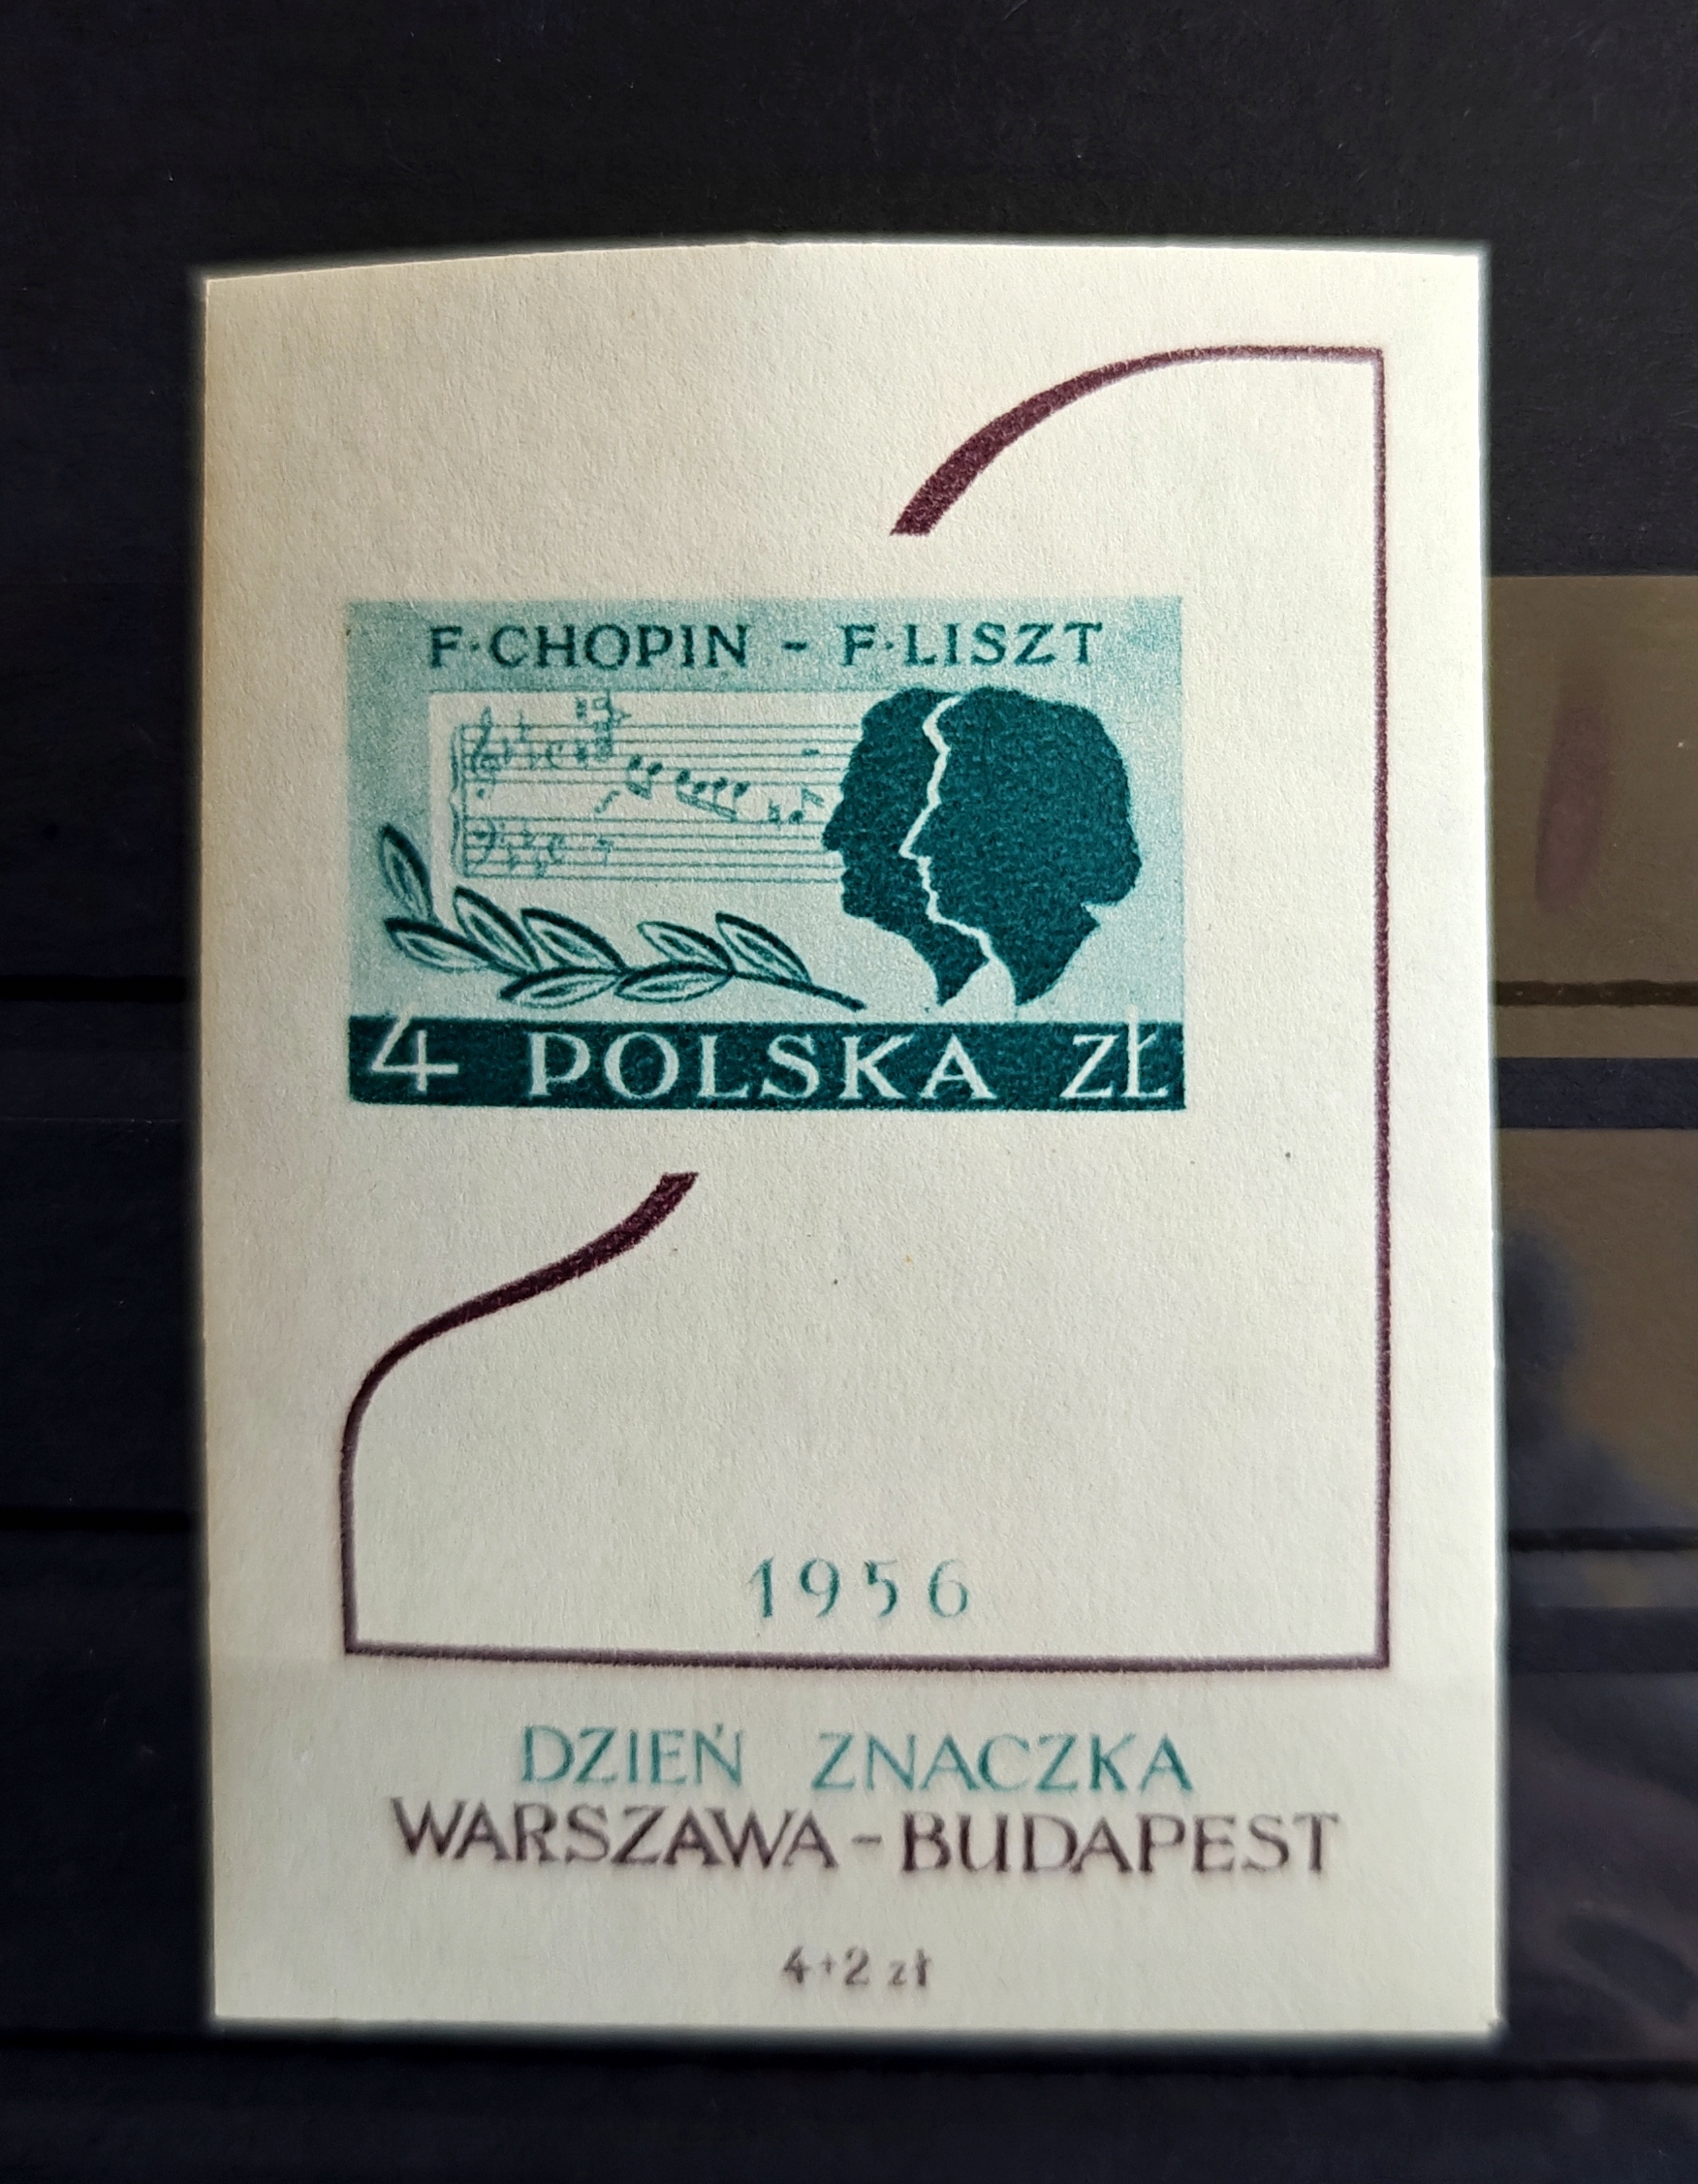 F·CHOPIN - F·LISZT
4 POLSKA ZŁ
1956
DZIEŃ ZNACZKA
WARSZAWA-BUDAPEST
4+2 zł